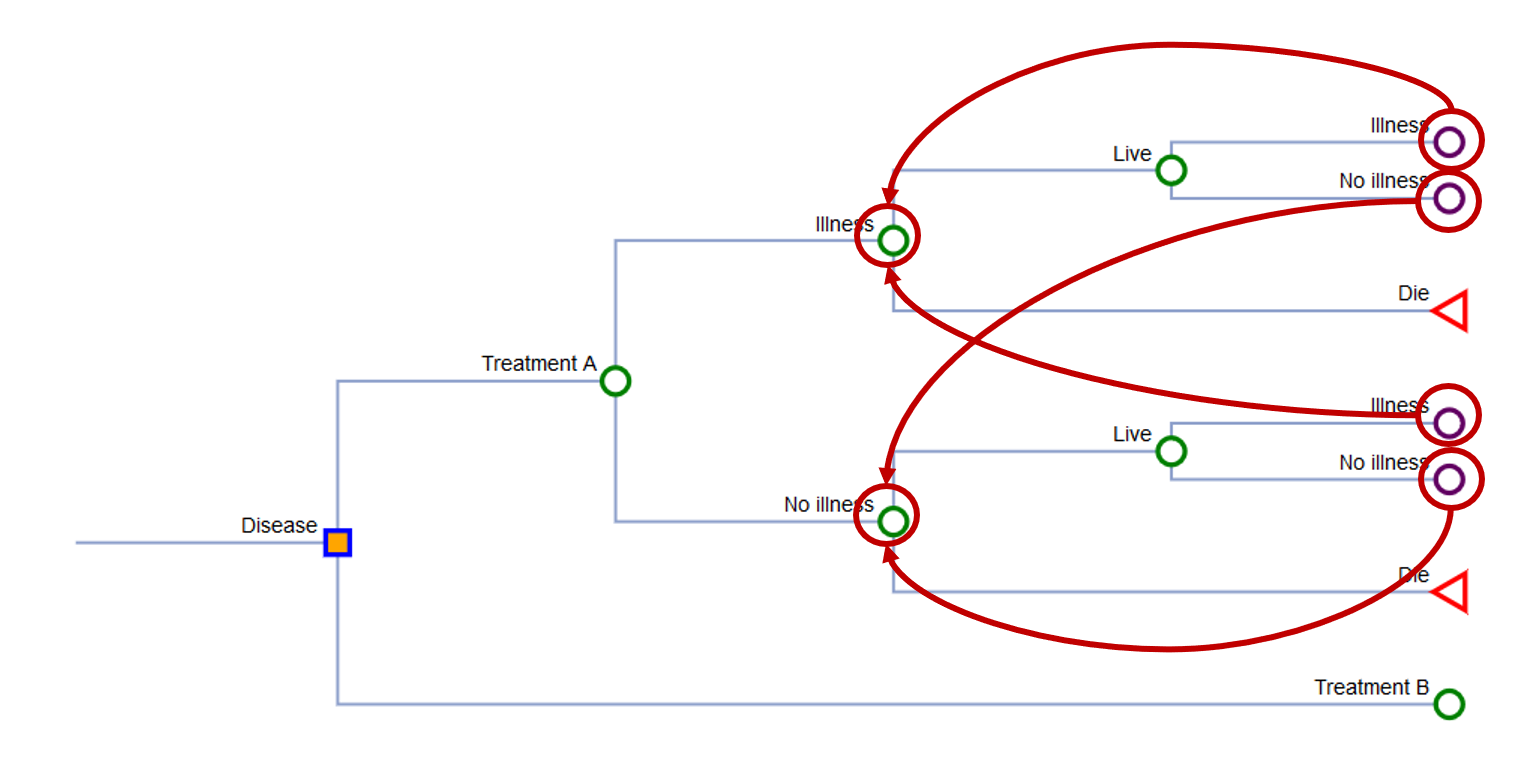 Illness
Live
No illness
Illness
Die
Treatment A
Illness
Live
No illness
No illness
Disease
Die
Treatment B